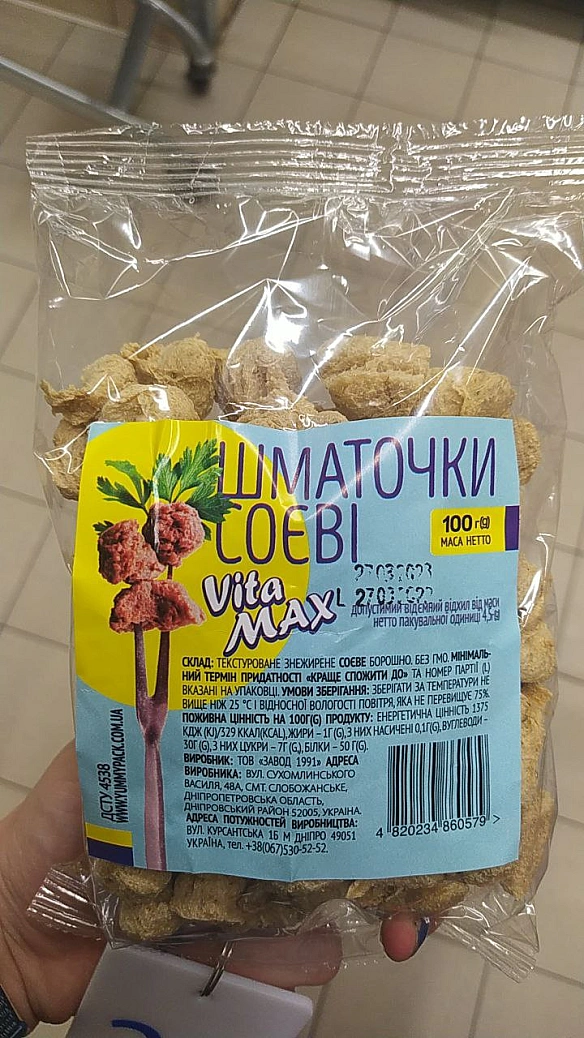 ШМАТОЧКИ
СОЄВІ
100 г(g)
МАСА НЕТТО
Vita
MAX
L
допустимий від'ємний відхил від маси
нетто пакувальної одиниці 4,5 г(g)
СКЛАД: ТЕКСТУРОВАНЕ ЗНЕЖИРЕНЕ СОЄВЕ БОРОШНО. БЕЗ ГМО. МІНІМАЛЬ-
НИЙ ТЕРМІН ПРИДАТНОСТІ «КРАЩЕ СПОЖИТИ ДО» ТА НОМЕР ПАРТІЇ (L)
ВКАЗАНІ НА УПАКОВЦІ. УМОВИ ЗБЕРІГАННЯ: ЗБЕРІГАТИ ЗА ТЕМПЕРАТУРИ НЕ
ВИЩЕ НІЖ 25 °C І ВІДНОСНОЇ ВОЛОГОСТІ ПОВІТРЯ, ЯКА НЕ ПЕРЕВИЩУЄ 75%.
ПОЖИВНА ЦІННІСТЬ НА 100Г(G) ПРОДУКТУ: ЕНЕРГЕТИЧНА ЦІННІСТЬ 1375
КДЖ (KJ)/329 ККАЛ(KCAL),ЖИРИ – 1Г(G), З НИХ НАСИЧЕНІ 0,1Г(G), ВУГЛЕВОДИ –
30Г(G), З НИХ ЦУКРИ – 7Г(G), БІЛКИ – 50 Г(G).
ВИРОБНИК: ТОВ «ЗАВОД 1991» АДРЕСА
ВИРОБНИКА: ВУЛ. СУХОМЛИНСЬКОГО
ВАСИЛЯ, 48А, СМТ. СЛОБОЖАНСЬКЕ,
ДНІПРОПЕТРОВСЬКА ОБЛАСТЬ,
ДНІПРОВСЬКИЙ РАЙОН 52005, УКРАЇНА.
АДРЕСА ПОТУЖНОСТЕЙ ВИРОБНИЦТВА:
ВУЛ. КУРСАНТСЬКА 16 М ДНІПРО 49051
УКРАЇНА, тел. +38(067)530-52-52.
ДСТУ 4538
WWW.YUMMYPACK.COM.UA
4 820234 860579 >